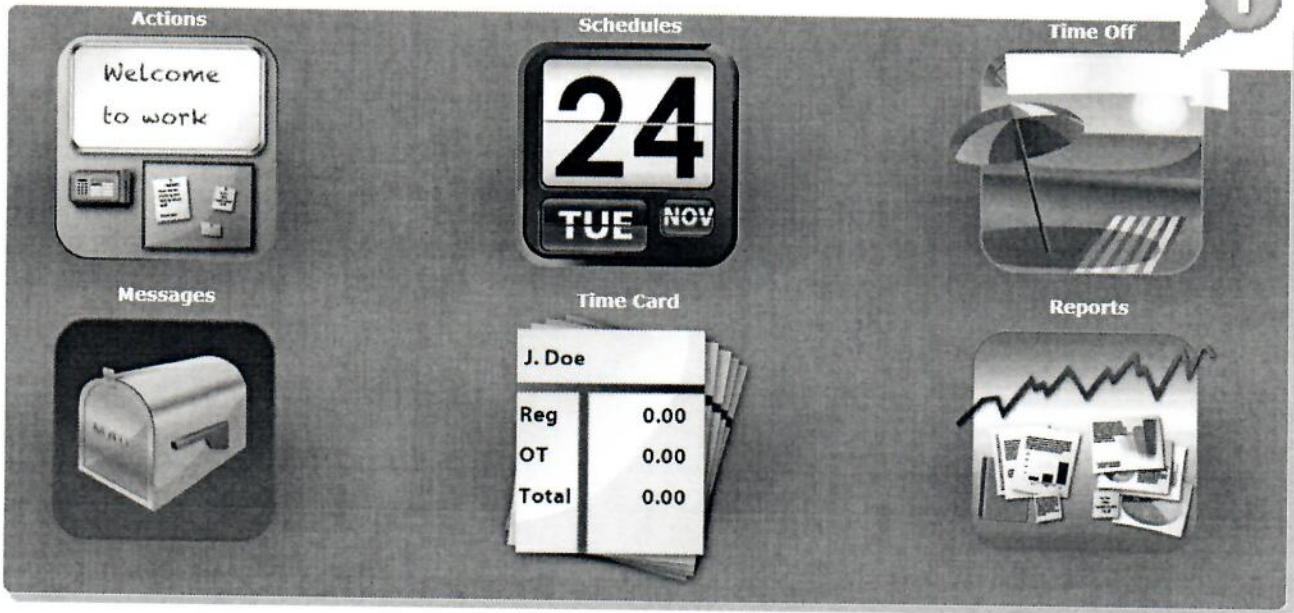 1
Actions
Schedules
Time Off
Welcome
to work
24
TUE
NOV
Messages
Time Card
Reports
J. Doe
Reg 0.00
OT 0.00
Total 0.00